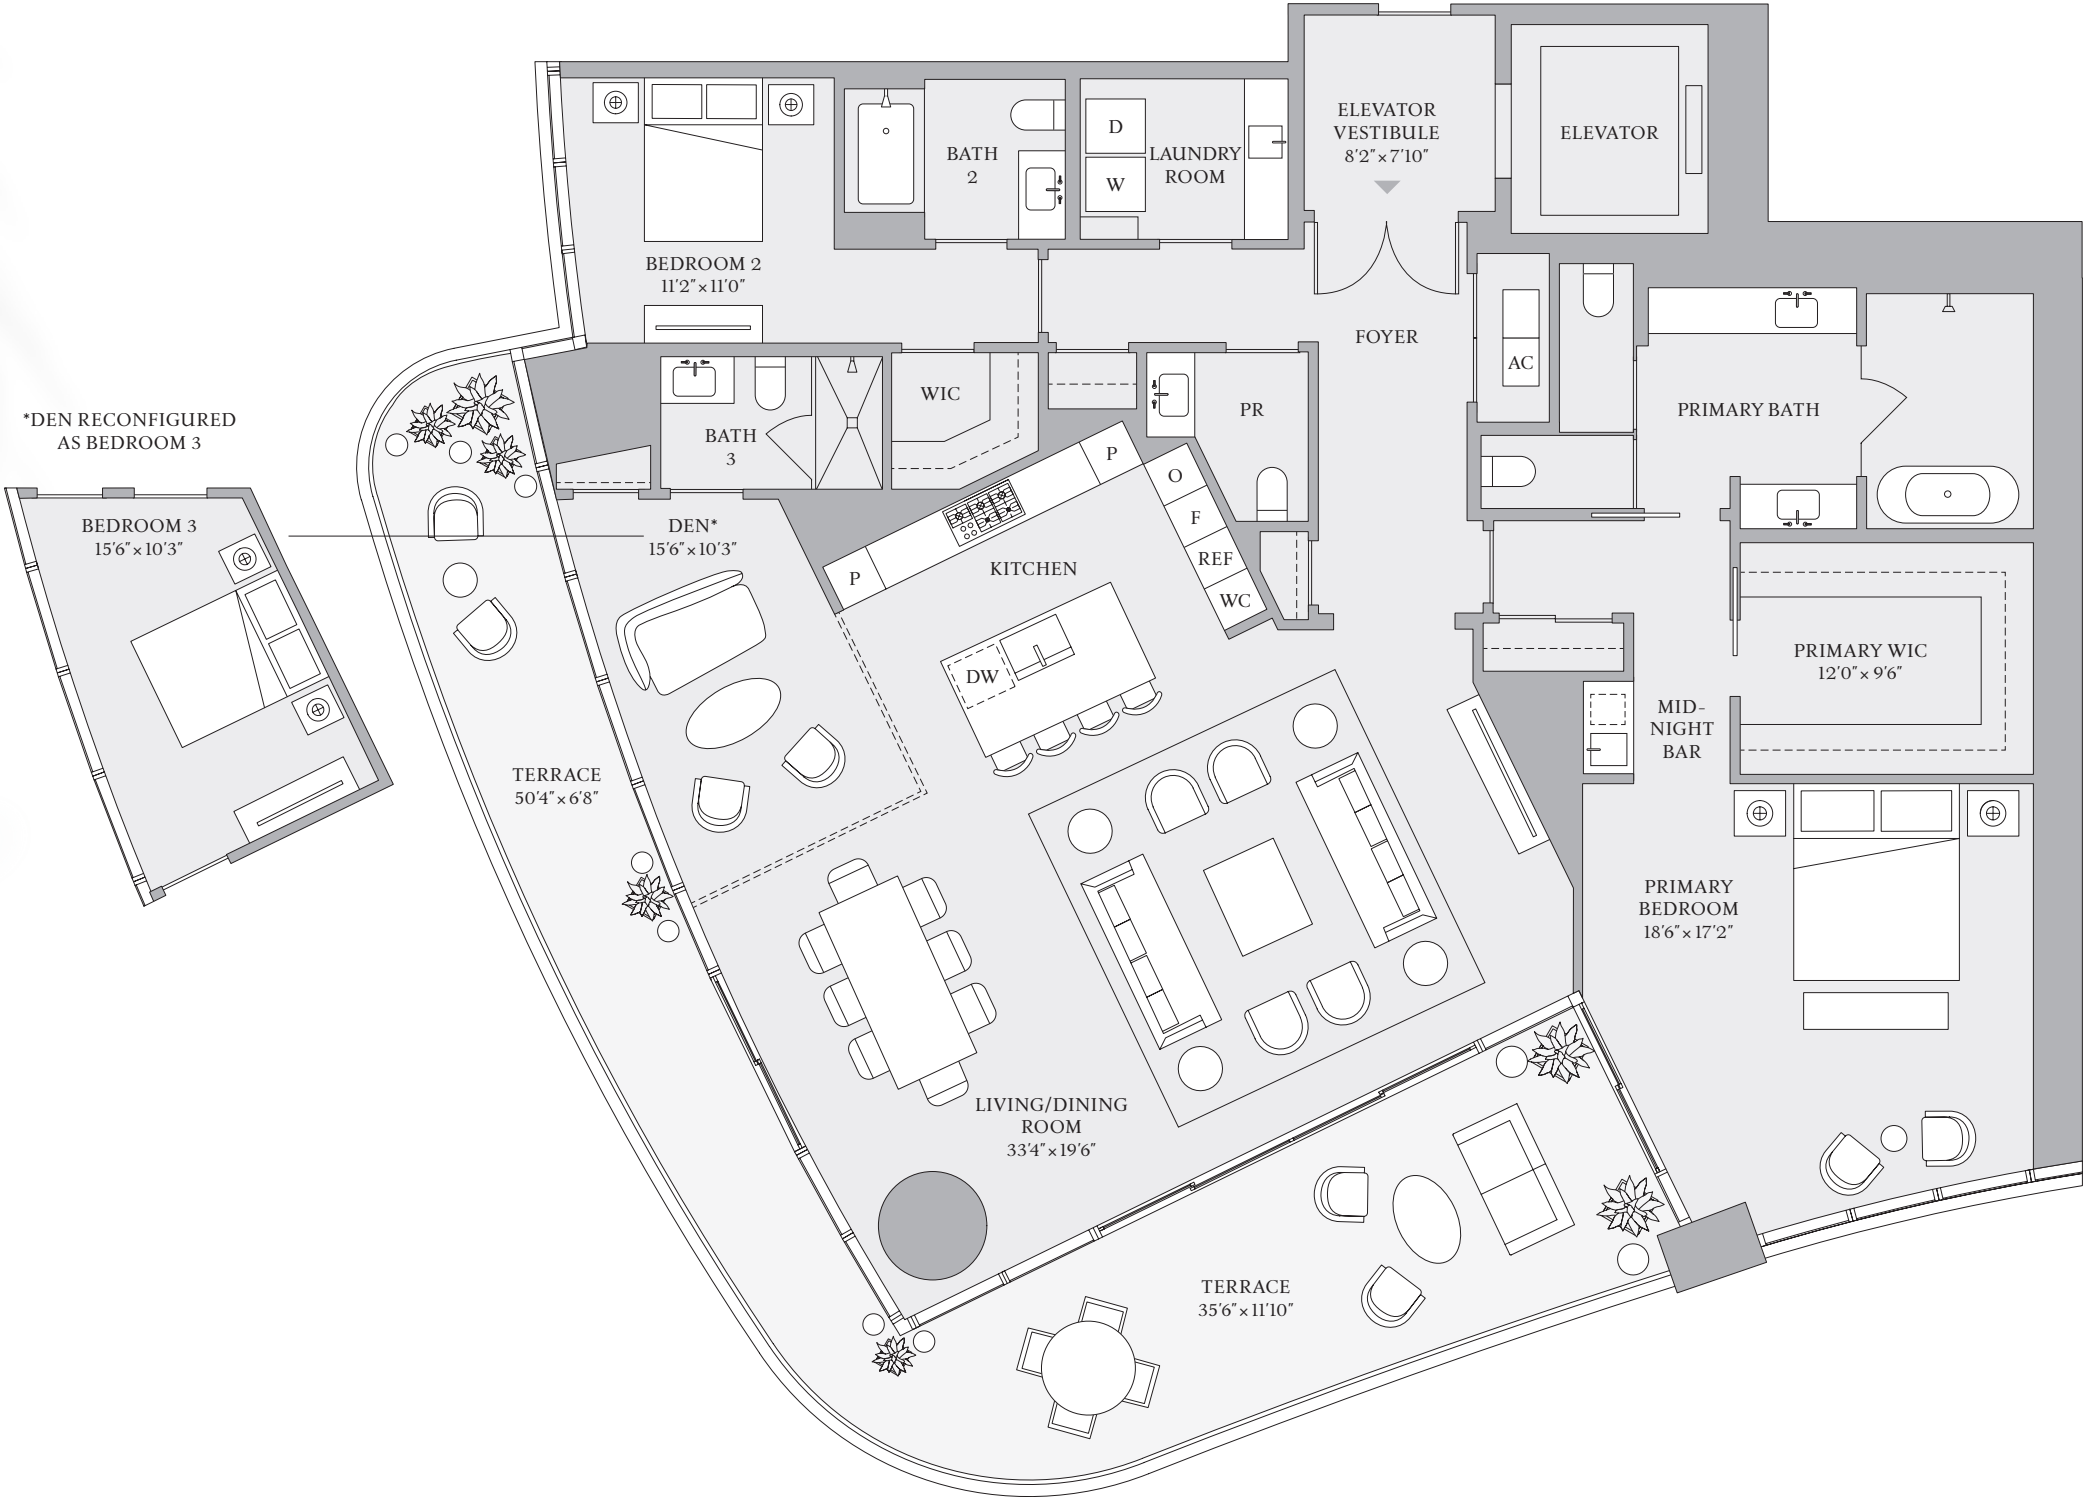 ELEVATOR
VESTIBULE
8'2" × 7'10"
ELEVATOR
D
W
LAUNDRY
ROOM
BATH
2
BEDROOM 2
11'2" × 11'0"
FOYER
AC
PRIMARY BATH
WIC
PR
BATH
3
P
O
F
REF
WC
P
KITCHEN
DW
*DEN RECONFIGURED
AS BEDROOM 3
BEDROOM 3
15'6" × 10'3"
DEN*
15'6" × 10'3"
PRIMARY WIC
12'0" × 9'6"
MID-
NIGHT
BAR
TERRACE
50'4" × 6'8"
PRIMARY
BEDROOM
18'6" × 17'2"
LIVING/DINING
ROOM
33'4" × 19'6"
TERRACE
35'6" × 11'10"